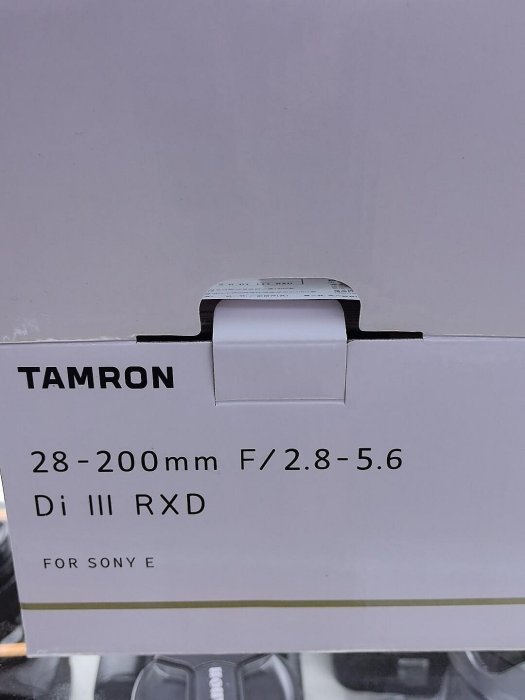 TAMRON
28-200mm F/2.8-5.6
Di III RXD
FOR SONY E